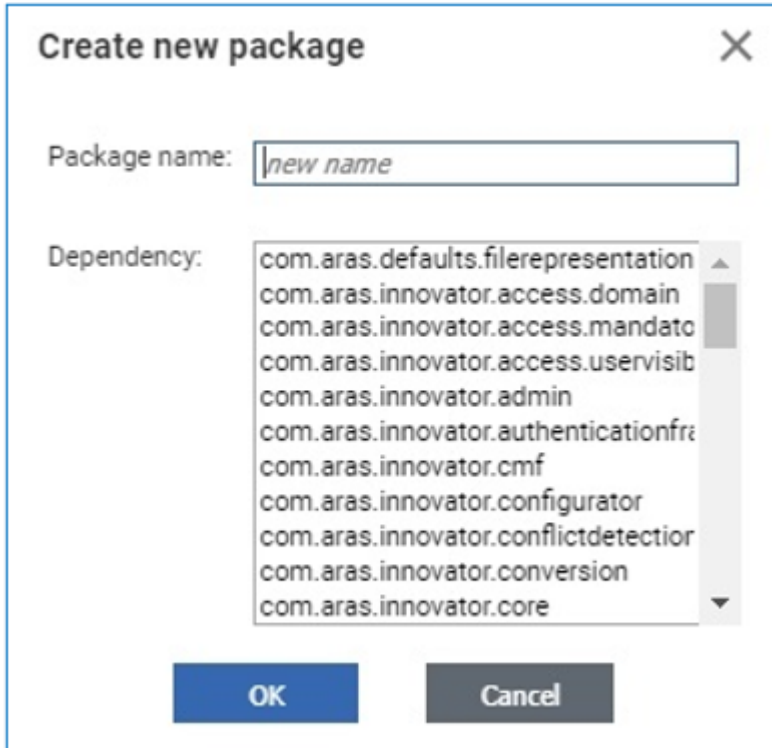 Create new package
Package name:
new name
Dependency:
com.aras.defaults.filerepresentation
com.aras.innovator.access.domain
com.aras.innovator.access.mandato
com.aras.innovator.access.uservisib
com.aras.innovator.admin
com.aras.innovator.authenticationfra
com.aras.innovator.cmf
com.aras.innovator.configurator
com.aras.innovator.conflictdetection
com.aras.innovator.conversion
com.aras.innovator.core
OK
Cancel